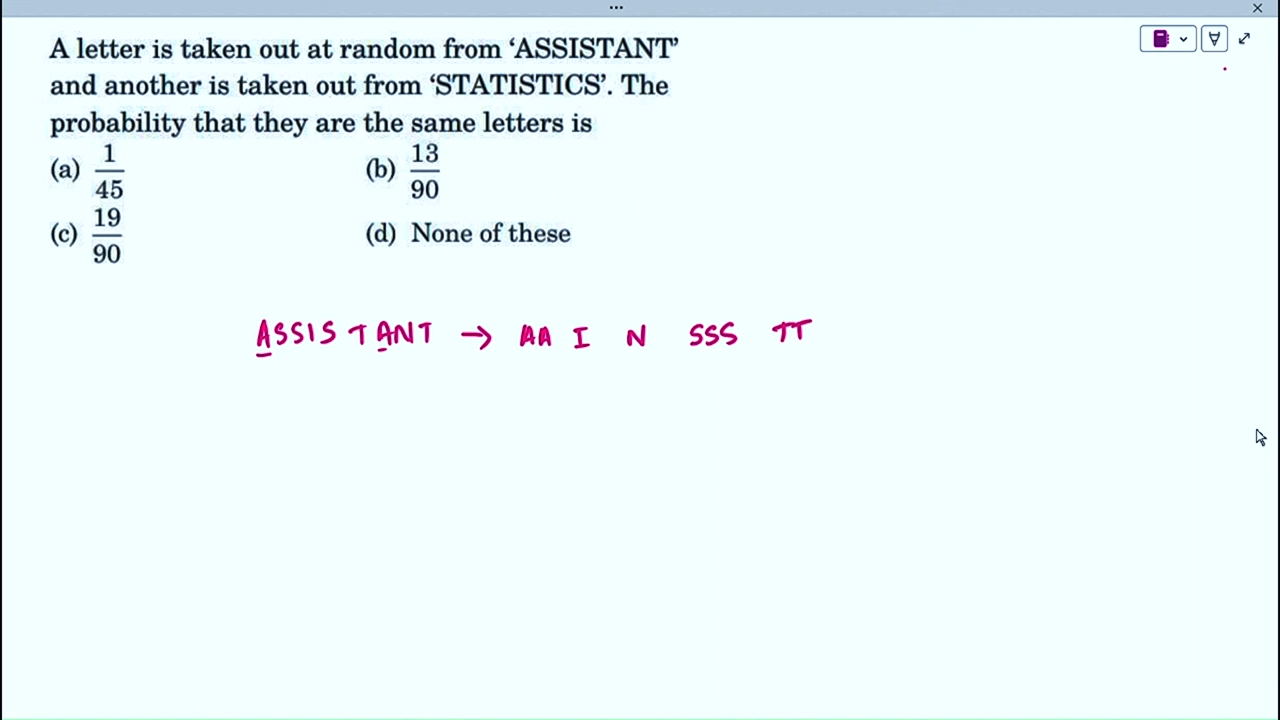 A letter is taken out at random from ‘ASSISTANT’
and another is taken out from ‘STATISTICS’. The
probability that they are the same letters is
(a) 1/45 (b) 13/90
(c) 19/90 (d) None of these
ASSISTANT → AA I N SSS TT